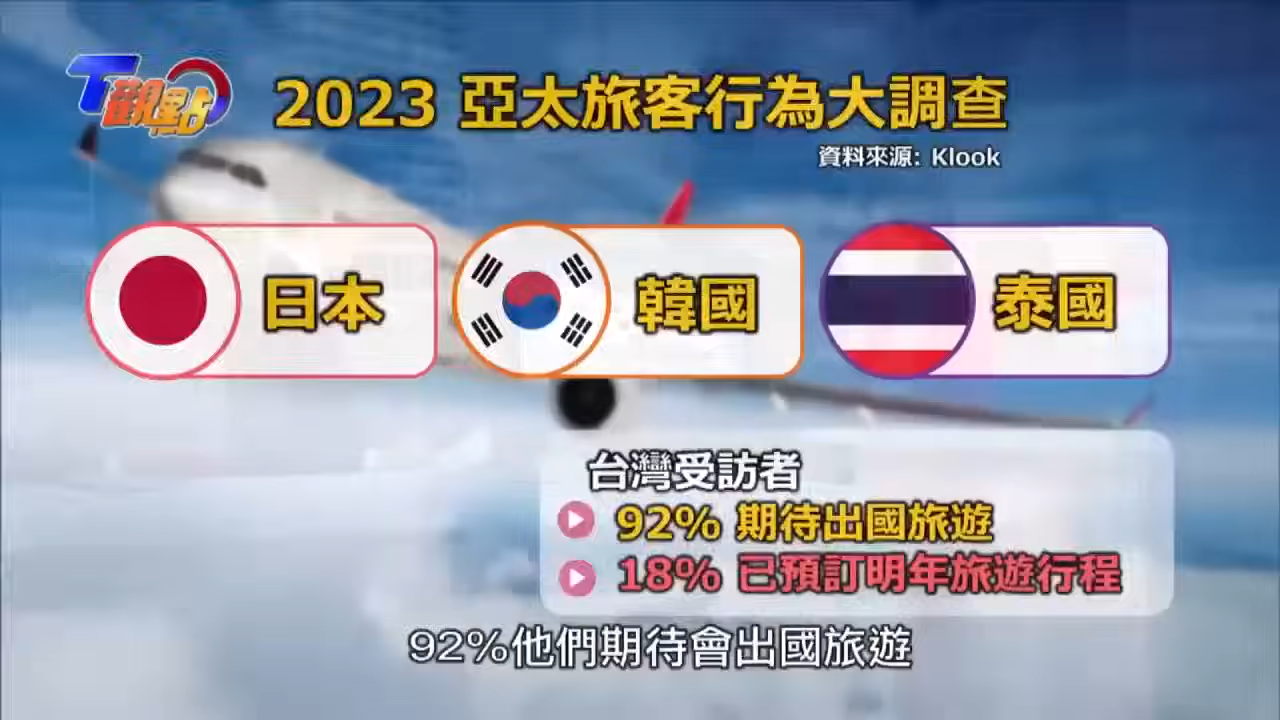 T觀點
2023 亞太旅客行為大調查
資料來源: Klook
日本
韓國
泰國
台灣受訪者
92% 期待出國旅遊
18% 已預訂明年旅遊行程
92%他們期待會出國旅遊